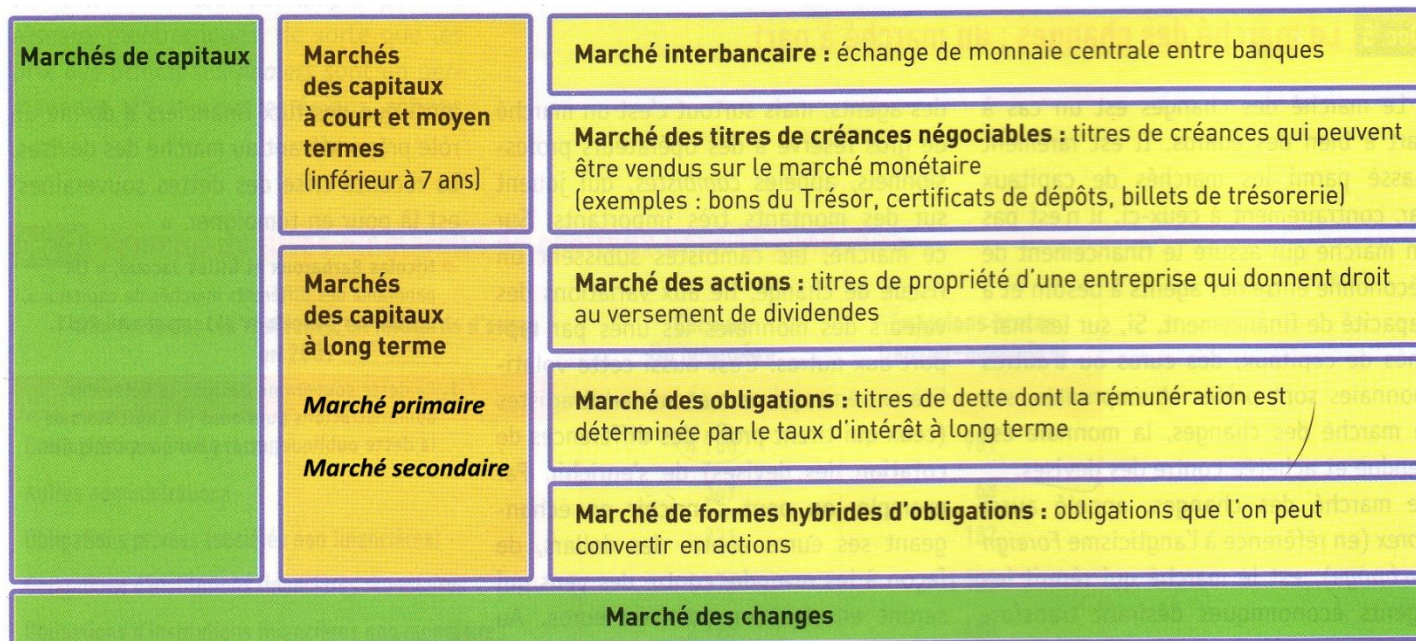 Marchés de capitaux
Marchés
des capitaux
à court et moyen
termes
(inférieur à 7 ans)
Marché interbancaire : échange de monnaie centrale entre banques
Marché des titres de créances négociables : titres de créances qui peuvent
être vendus sur le marché monétaire
(exemples : bons du Trésor, certificats de dépôts, billets de trésorerie)
Marchés
des capitaux
à long terme
Marché primaire
Marché secondaire
Marché des actions : titres de propriété d'une entreprise qui donnent droit
au versement de dividendes
Marché des obligations : titres de dette dont la rémunération est
déterminée par le taux d'intérêt à long terme
Marché de formes hybrides d'obligations : obligations que l'on peut
convertir en actions
Marché des changes